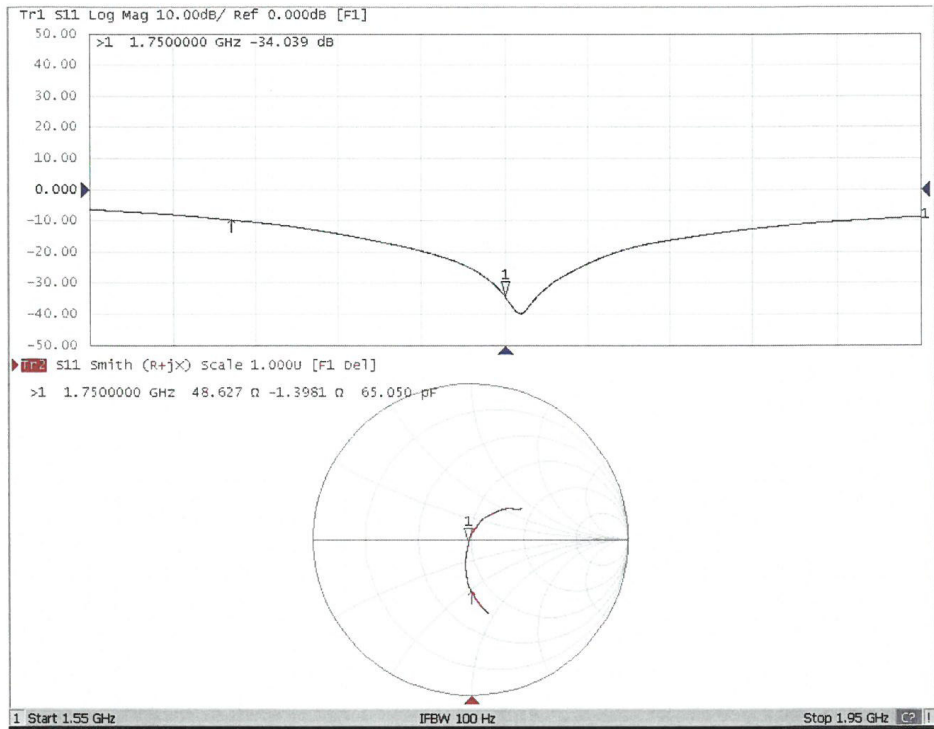 Tr1 S11 Log Mag 10.00dB/ Ref 0.000dB [F1]
50.00
>1 1.7500000 GHz -34.039 dB
40.00
30.00
20.00
10.00
0.000
-10.00
1
-20.00
1
-30.00
-40.00
-50.00
Tr2 S11 Smith (R+jX) Scale 1.000U [F1 Del]
>1 1.7500000 GHz 48.627 Ω -1.3981 Ω 65.050 pF
1
1 Start 1.55 GHz IFBW 100 Hz Stop 1.95 GHz C? !